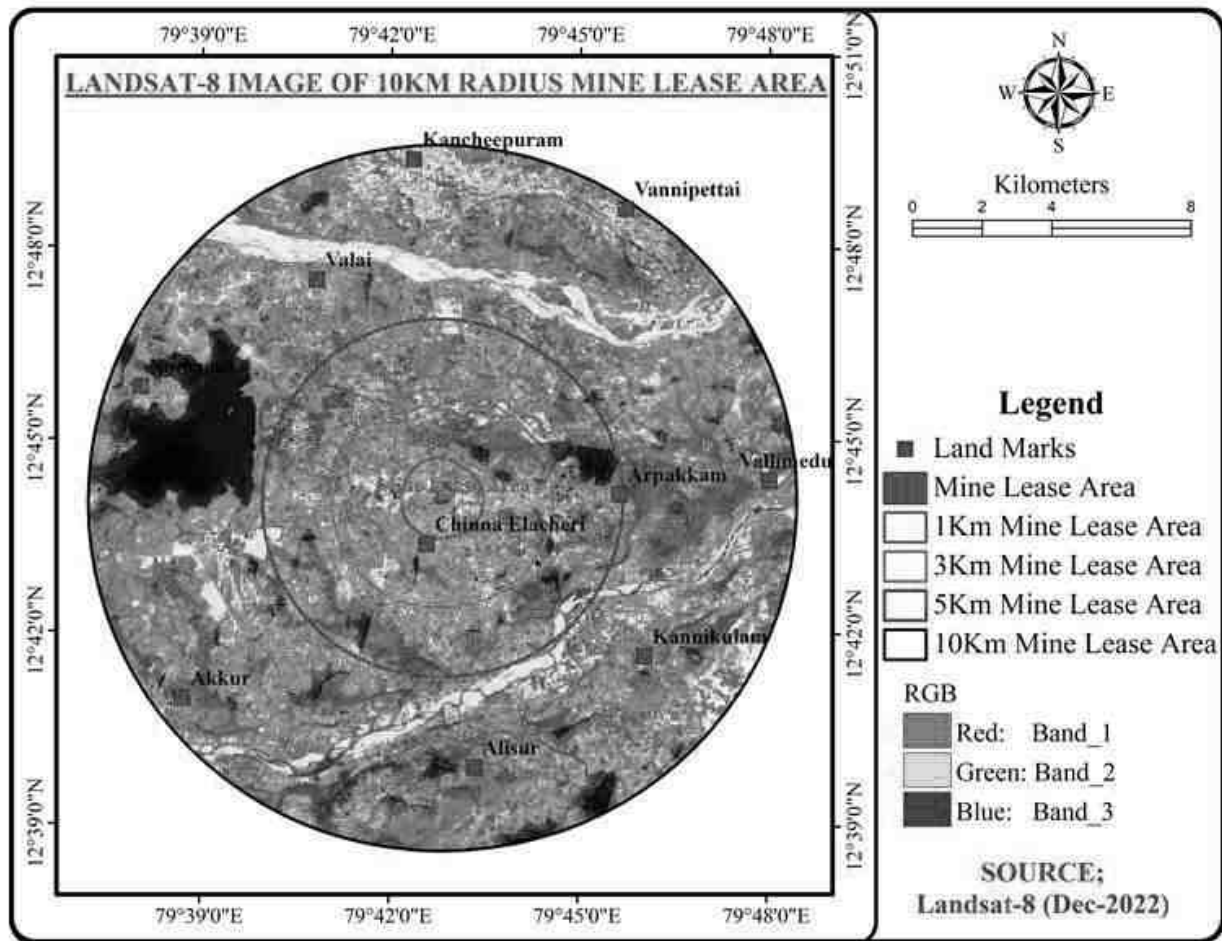 79°39'0"E 79°42'0"E 79°45'0"E 79°48'0"E
12°51'0"N
LANDSAT-8 IMAGE OF 10KM RADIUS MINE LEASE AREA
Kancheepuram
Vannipettai
12°48'0"N
12°48'0"N
Valai
12°45'0"N
12°45'0"N
Vallimedu
Arpakkam
Chinna Elacheri
12°42'0"N
12°42'0"N
Kannikulam
Akkur
Alisur
12°39'0"N
12°39'0"N
79°39'0"E 79°42'0"E 79°45'0"E 79°48'0"E
N
W E
S
Kilometers
0 2 4 8
Legend
Land Marks
Mine Lease Area
1Km Mine Lease Area
3Km Mine Lease Area
5Km Mine Lease Area
10Km Mine Lease Area
RGB
Red: Band_1
Green: Band_2
Blue: Band_3
SOURCE;
Landsat-8 (Dec-2022)